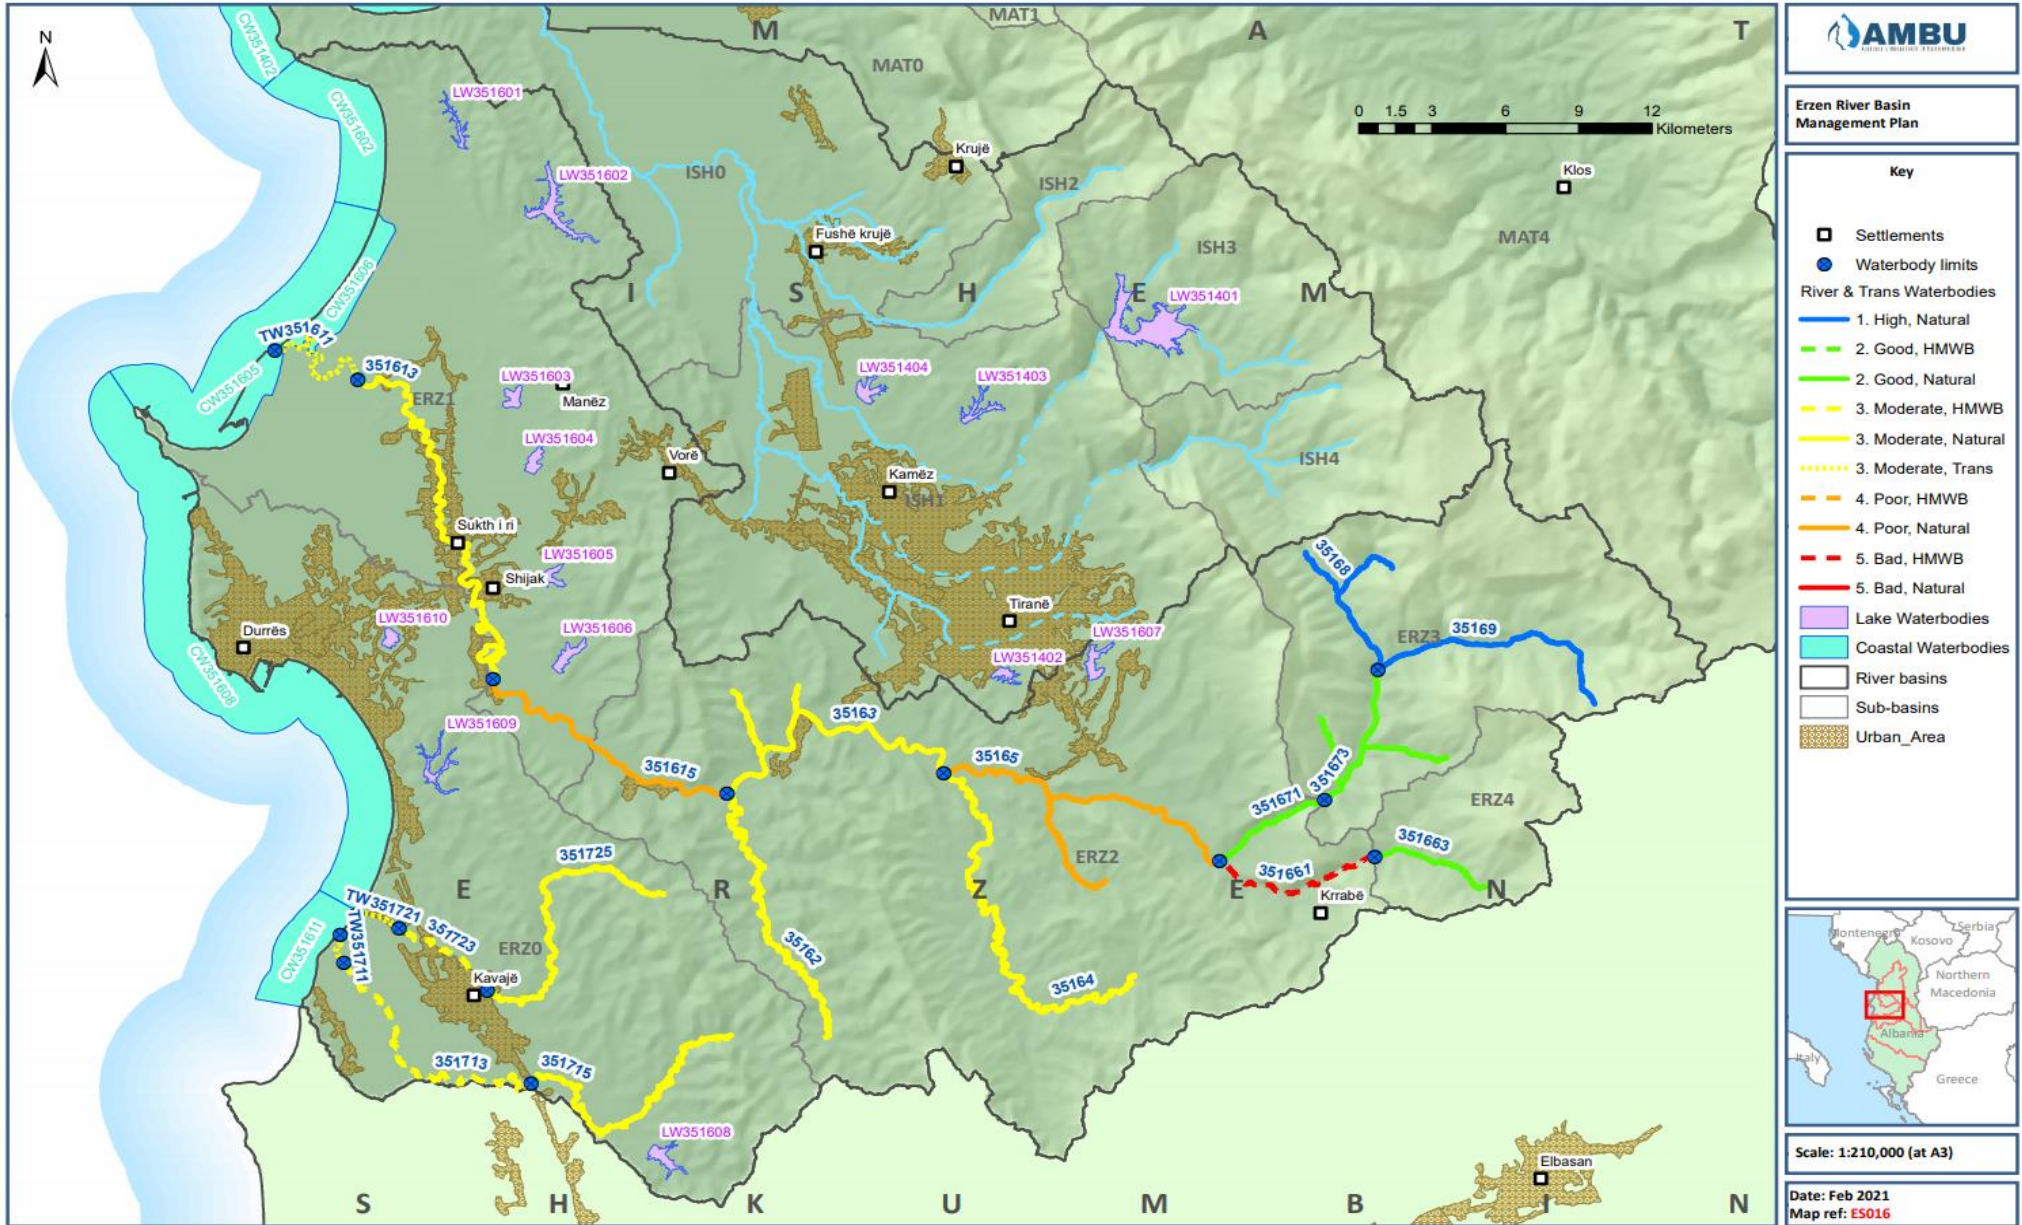 N
M
A
T
MAT1
MAT0
MAT4
CW351402
CW351602
LW351601
LW351602
ISH0
Krujë
ISH2
0 1.5 3 6 9 12
Kilometers
Klos
Fushë krujë
ISH3
I
S
H
E
M
CW351606
LW351401
TW351611
351613
CW351605
ERZ1
LW351603
Manëz
LW351404
LW351403
LW351604
Vorë
Kamëz
ISH1
ISH4
Sukth i ri
LW351605
Shijak
35168
Durrës
LW351610
LW351606
Tiranë
LW351607
LW351402
ERZ3
35169
CW351608
LW351609
35163
351615
35165
351671
351673
ERZ4
351663
351725
ERZ2
351661
Krrabë
E
R
Z
E
N
TW351721
351723
TW351711
CW351611
ERZ0
Kavajë
35162
35164
351713
351715
LW351608
Elbasan
S
H
K
U
M
B
I
N
AMBU
Erzen River Basin
Management Plan
Key
Settlements
Waterbody limits
River & Trans Waterbodies
1. High, Natural
2. Good, HMWB
2. Good, Natural
3. Moderate, HMWB
3. Moderate, Natural
3. Moderate, Trans
4. Poor, HMWB
4. Poor, Natural
5. Bad, HMWB
5. Bad, Natural
Lake Waterbodies
Coastal Waterbodies
River basins
Sub-basins
Urban_Area
Montenegro
Serbia
Kosovo
Northern
Macedonia
Albania
Italy
Greece
Scale: 1:210,000 (at A3)
Date: Feb 2021
Map ref: ES016